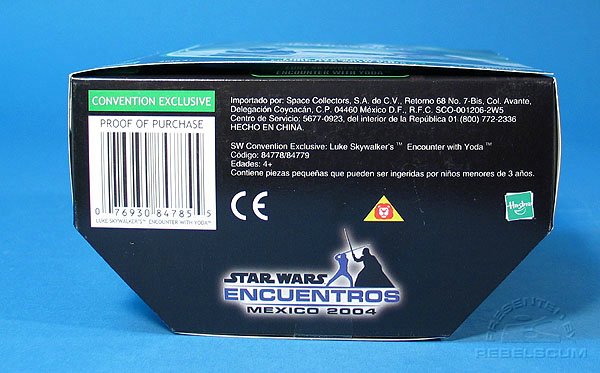 LUKE SKYWALKER'S
ENCOUNTER WITH YODA
CONVENTION EXCLUSIVE
PROOF OF PURCHASE
0 76930 84785 5
LUKE SKYWALKER'S™ ENCOUNTER WITH YODA™
Importado por: Space Collectors, S.A. de C.V., Retorno 68 No. 7-Bis, Col. Avante,
Delegación Coyoacán, C.P. 04460 México D.F., R.F.C. SCO-001206-2W5
Centro de Servicio: 5677-0923, del interior de la República 01 (800) 772-2336
HECHO EN CHINA.
SW Convention Exclusive: Luke Skywalker's™ Encounter with Yoda™
Código: 84778/84779
Edades: 4+
Contiene piezas pequeñas que pueden ser ingeridas por niños menores de 3 años.
CE
Hasbro
STAR WARS
ENCUENTROS
MEXICO 2004
PRESENTED BY
REBELSCUM